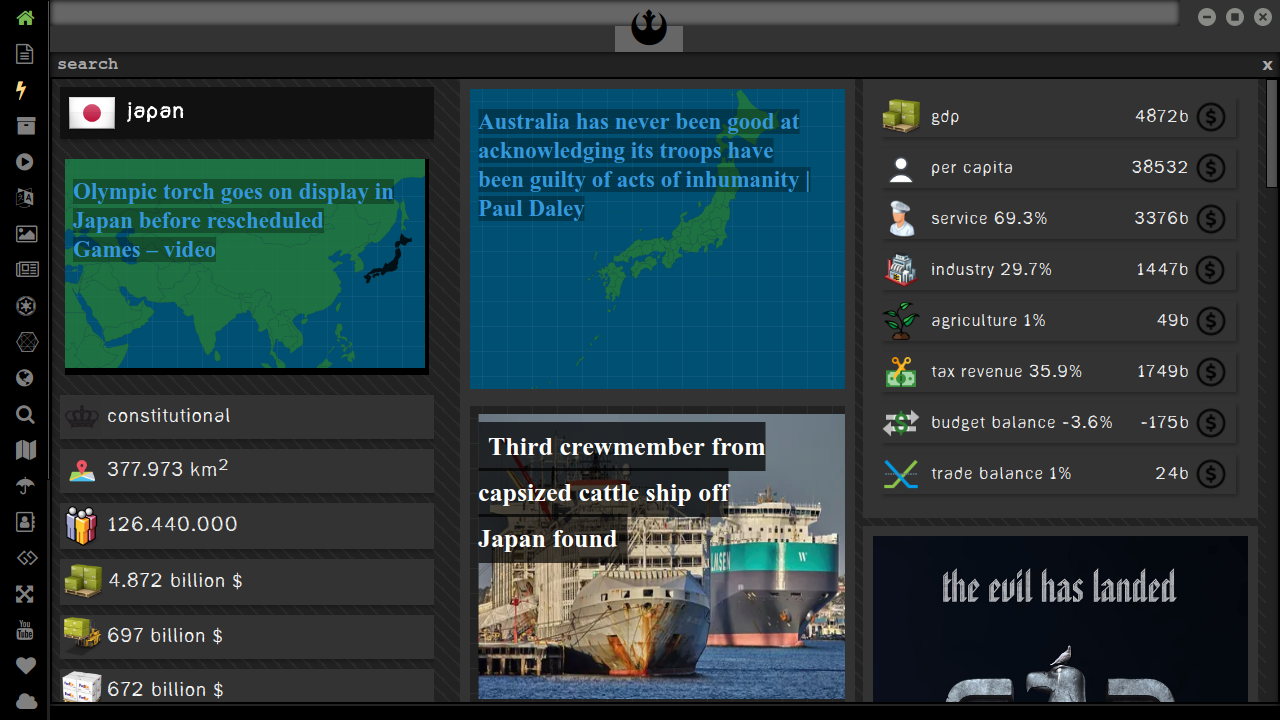 search
x
japan
Olympic torch goes on display in
Japan before rescheduled
Games – video
constitutional
377.973 km2
126.440.000
4.872 billion $
697 billion $
672 billion $
Australia has never been good at
acknowledging its troops have
been guilty of acts of inhumanity |
Paul Daley
Third crewmember from
capsized cattle ship off
Japan found
gdp 4872b
per capita 38532
service 69.3% 3376b
industry 29.7% 1447b
agriculture 1% 49b
tax revenue 35.9% 1749b
budget balance -3.6% -175b
trade balance 1% 24b
the evil has landed
You
Tube